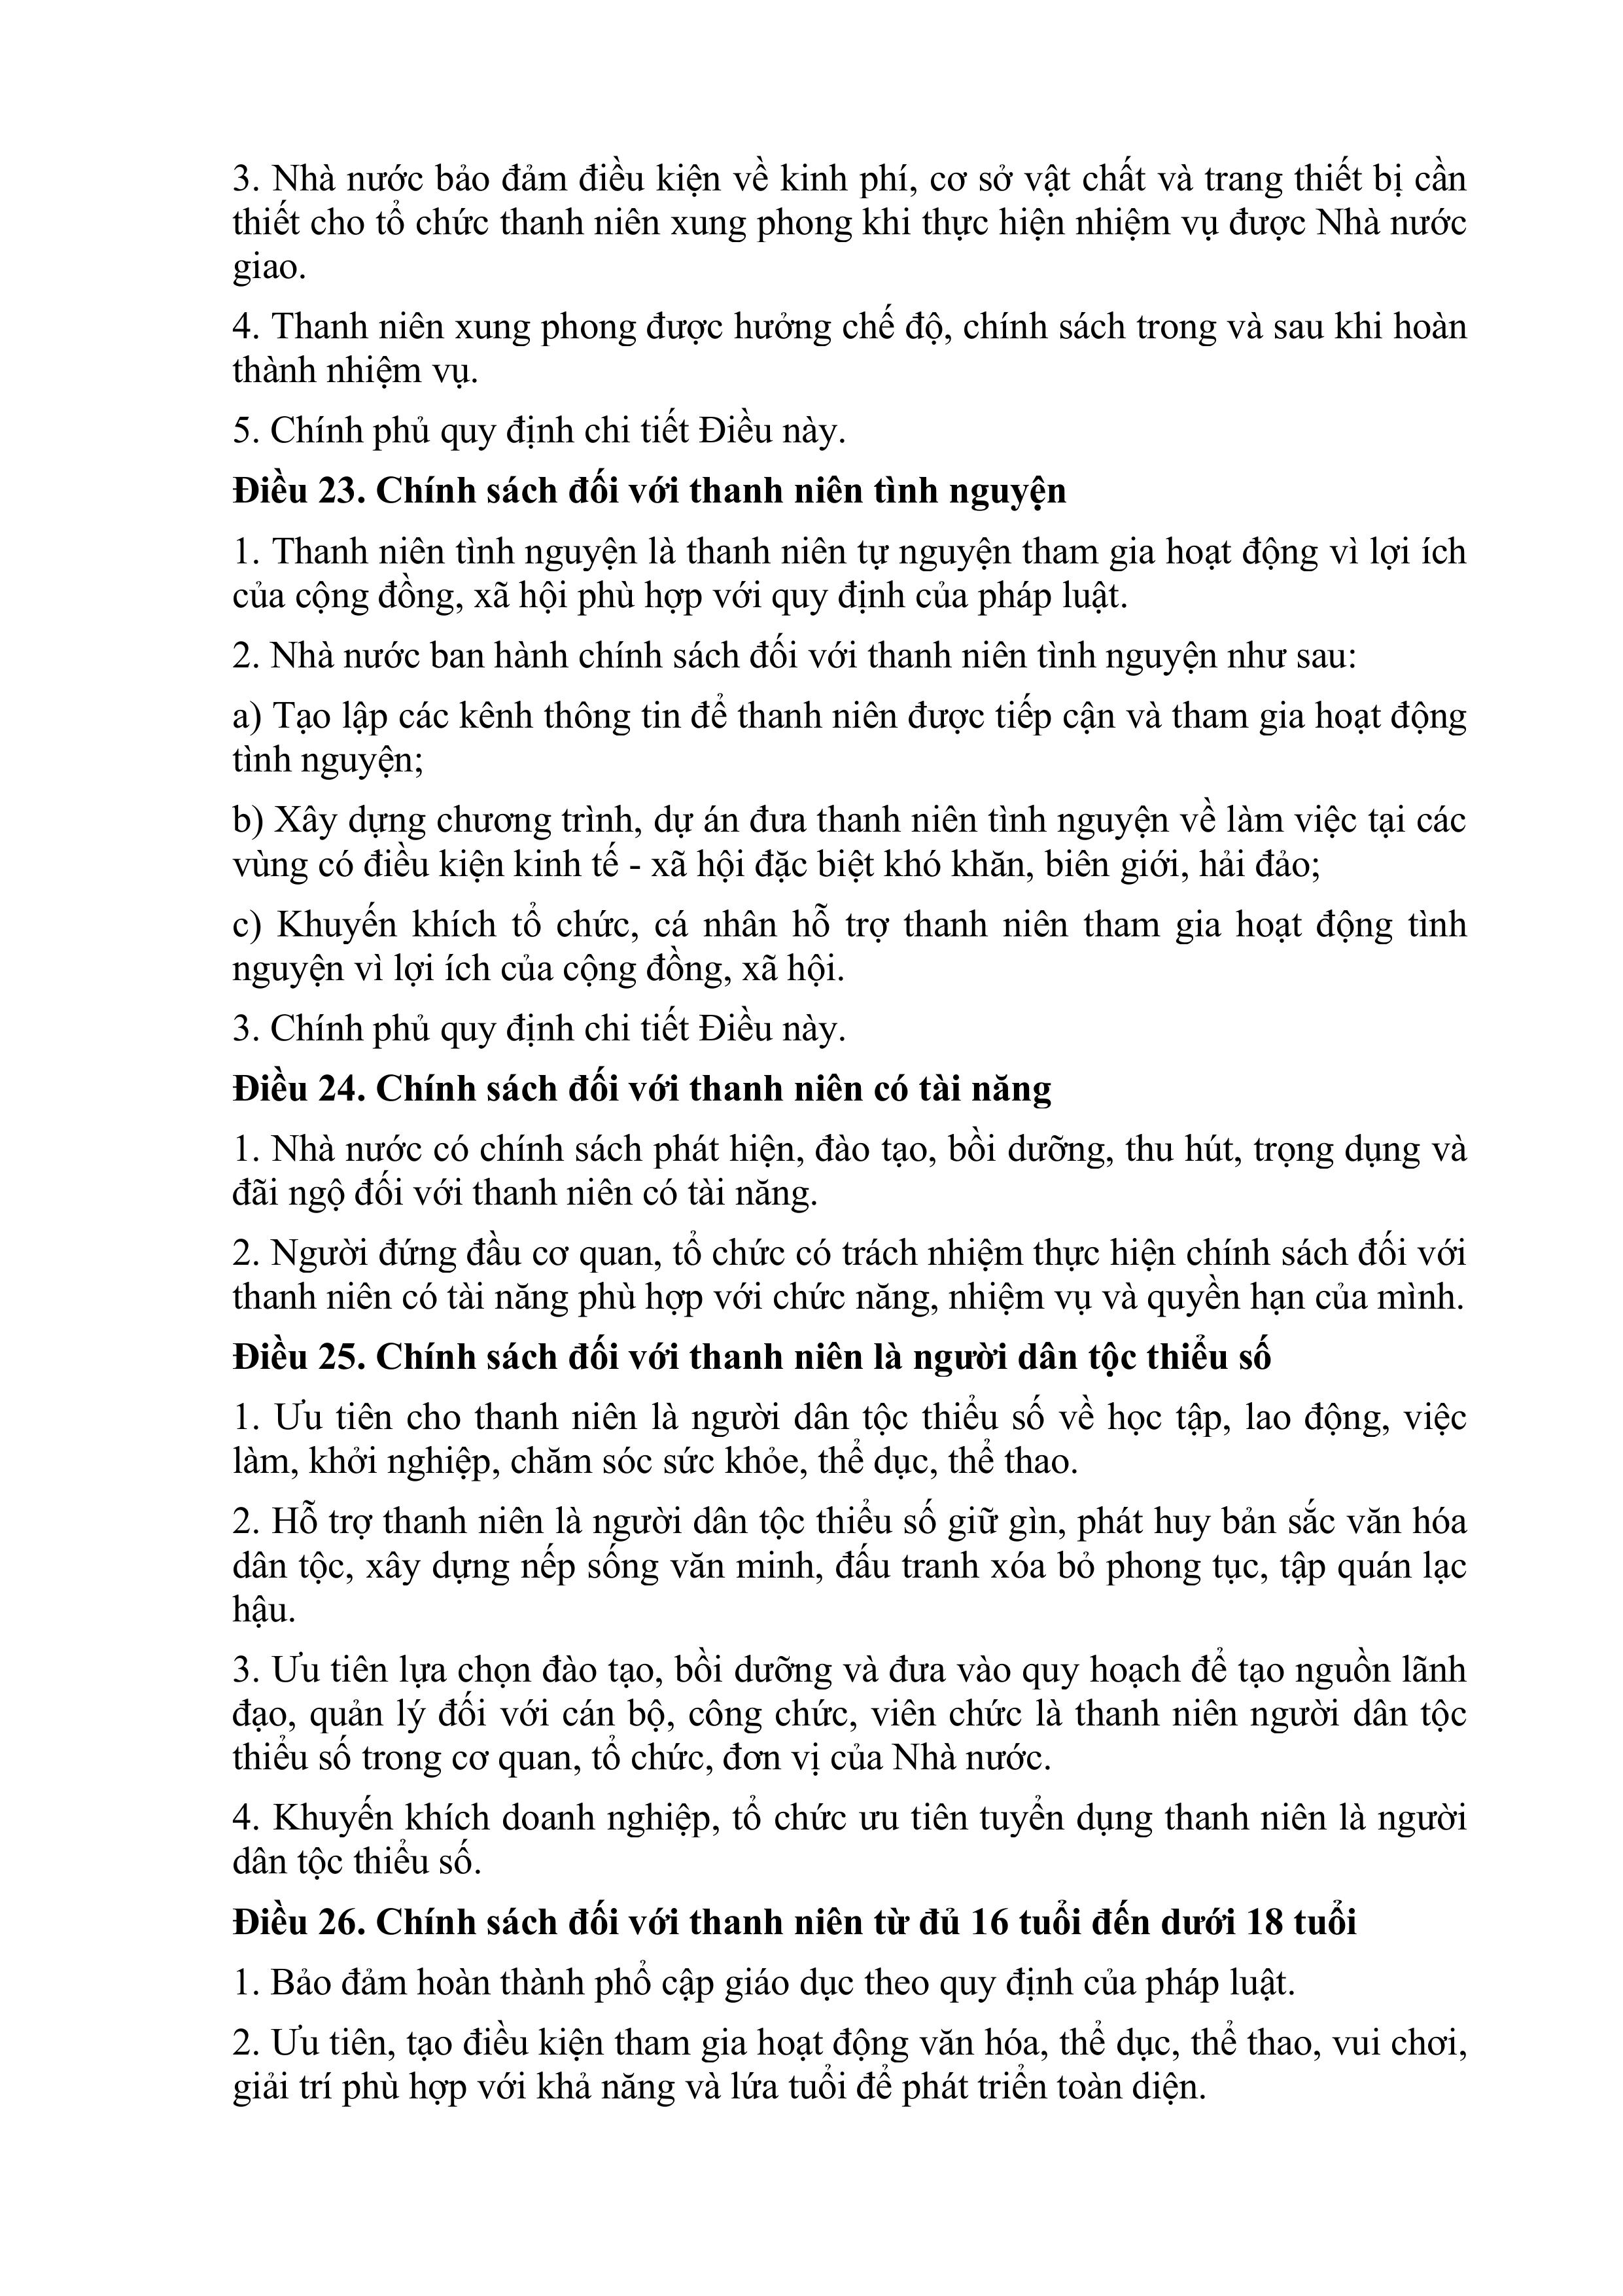 3. Nhà nước bảo đảm điều kiện về kinh phí, cơ sở vật chất và trang thiết bị cần
thiết cho tổ chức thanh niên xung phong khi thực hiện nhiệm vụ được Nhà nước
giao.
4. Thanh niên xung phong được hưởng chế độ, chính sách trong và sau khi hoàn
thành nhiệm vụ.
5. Chính phủ quy định chi tiết Điều này.
Điều 23. Chính sách đối với thanh niên tình nguyện
1. Thanh niên tình nguyện là thanh niên tự nguyện tham gia hoạt động vì lợi ích
của cộng đồng, xã hội phù hợp với quy định của pháp luật.
2. Nhà nước ban hành chính sách đối với thanh niên tình nguyện như sau:
a) Tạo lập các kênh thông tin để thanh niên được tiếp cận và tham gia hoạt động
tình nguyện;
b) Xây dựng chương trình, dự án đưa thanh niên tình nguyện về làm việc tại các
vùng có điều kiện kinh tế - xã hội đặc biệt khó khăn, biên giới, hải đảo;
c) Khuyến khích tổ chức, cá nhân hỗ trợ thanh niên tham gia hoạt động tình
nguyện vì lợi ích của cộng đồng, xã hội.
3. Chính phủ quy định chi tiết Điều này.
Điều 24. Chính sách đối với thanh niên có tài năng
1. Nhà nước có chính sách phát hiện, đào tạo, bồi dưỡng, thu hút, trọng dụng và
đãi ngộ đối với thanh niên có tài năng.
2. Người đứng đầu cơ quan, tổ chức có trách nhiệm thực hiện chính sách đối với
thanh niên có tài năng phù hợp với chức năng, nhiệm vụ và quyền hạn của mình.
Điều 25. Chính sách đối với thanh niên là người dân tộc thiểu số
1. Ưu tiên cho thanh niên là người dân tộc thiểu số về học tập, lao động, việc
làm, khởi nghiệp, chăm sóc sức khỏe, thể dục, thể thao.
2. Hỗ trợ thanh niên là người dân tộc thiểu số giữ gìn, phát huy bản sắc văn hóa
dân tộc, xây dựng nếp sống văn minh, đấu tranh xóa bỏ phong tục, tập quán lạc
hậu.
3. Ưu tiên lựa chọn đào tạo, bồi dưỡng và đưa vào quy hoạch để tạo nguồn lãnh
đạo, quản lý đối với cán bộ, công chức, viên chức là thanh niên người dân tộc
thiểu số trong cơ quan, tổ chức, đơn vị của Nhà nước.
4. Khuyến khích doanh nghiệp, tổ chức ưu tiên tuyển dụng thanh niên là người
dân tộc thiểu số.
Điều 26. Chính sách đối với thanh niên từ đủ 16 tuổi đến dưới 18 tuổi
1. Bảo đảm hoàn thành phổ cập giáo dục theo quy định của pháp luật.
2. Ưu tiên, tạo điều kiện tham gia hoạt động văn hóa, thể dục, thể thao, vui chơi,
giải trí phù hợp với khả năng và lứa tuổi để phát triển toàn diện.